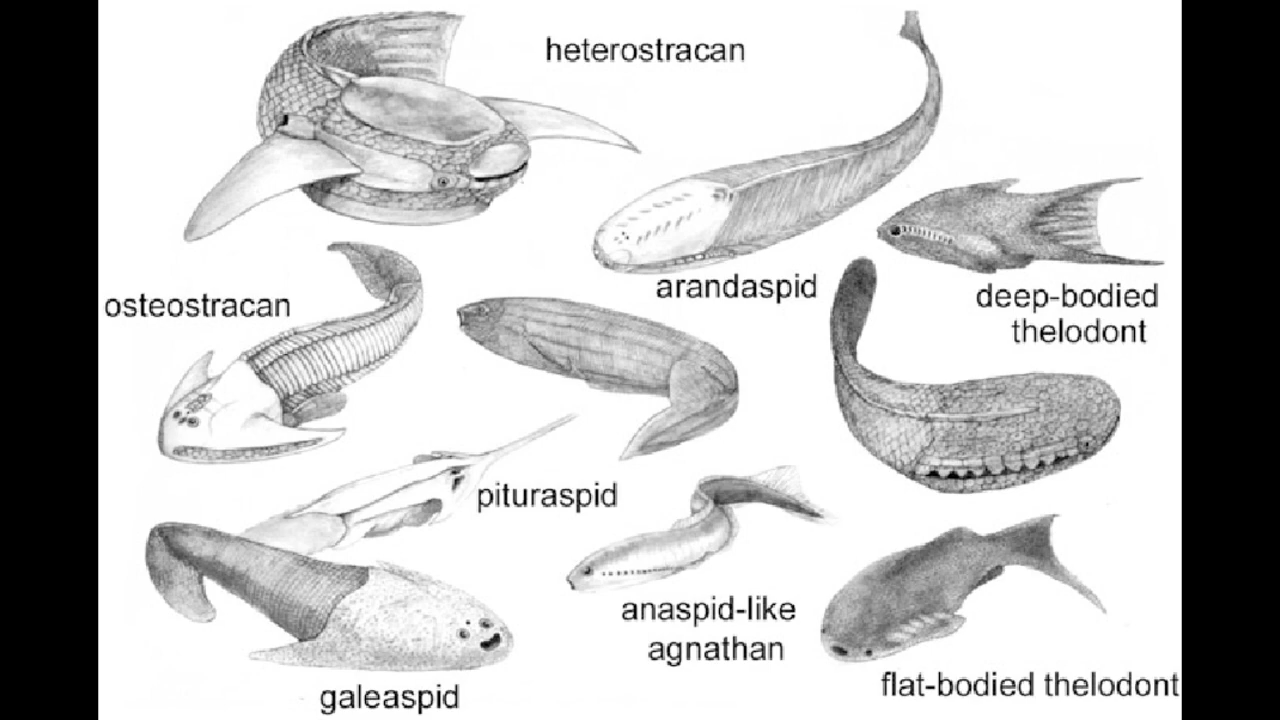 heterostracan
arandaspid
deep-bodied
thelodont
osteostracan
pituraspid
anaspid-like
agnathan
galeaspid
flat-bodied thelodont